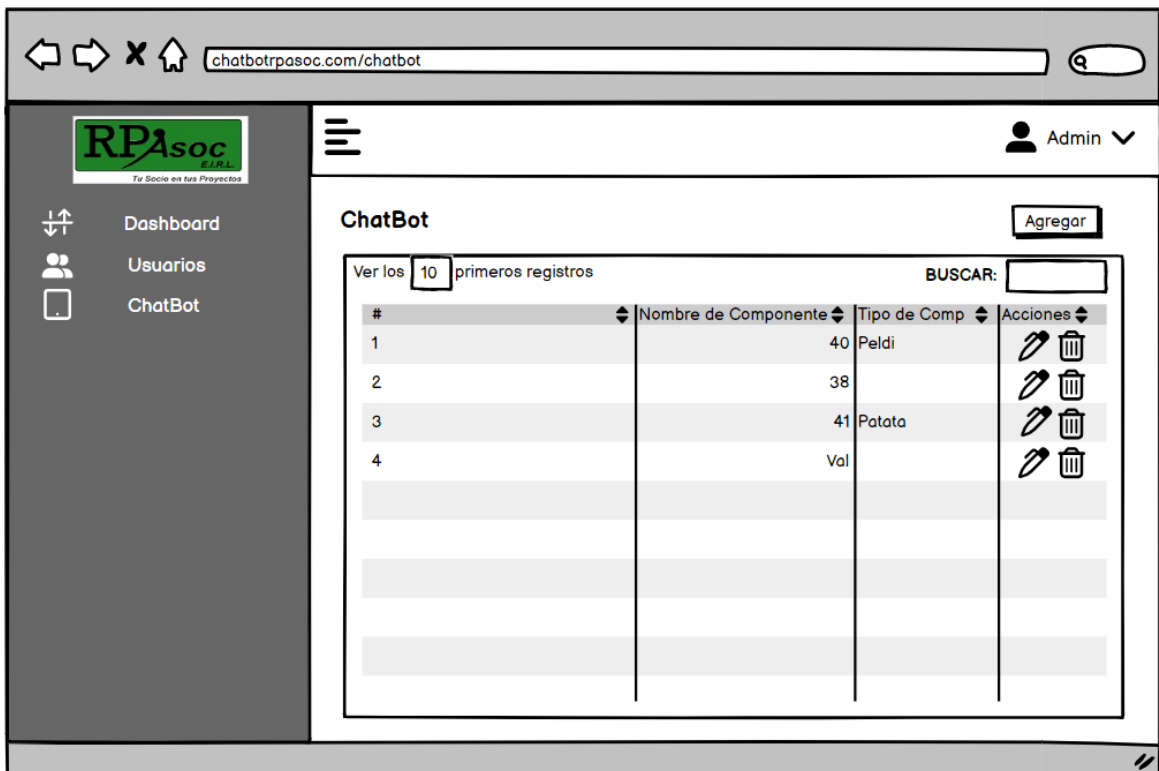 chatbotrpasoc.com/chatbot
RPAsoc
E.I.R.L.
Tu Socio en tus Proyectos
Admin
Dashboard
Usuarios
ChatBot
ChatBot
Agregar
Ver los 10 primeros registros
BUSCAR:
# Nombre de Componente Tipo de Comp Acciones
1 40 Peldi
2 38
3 41 Patata
4 Val